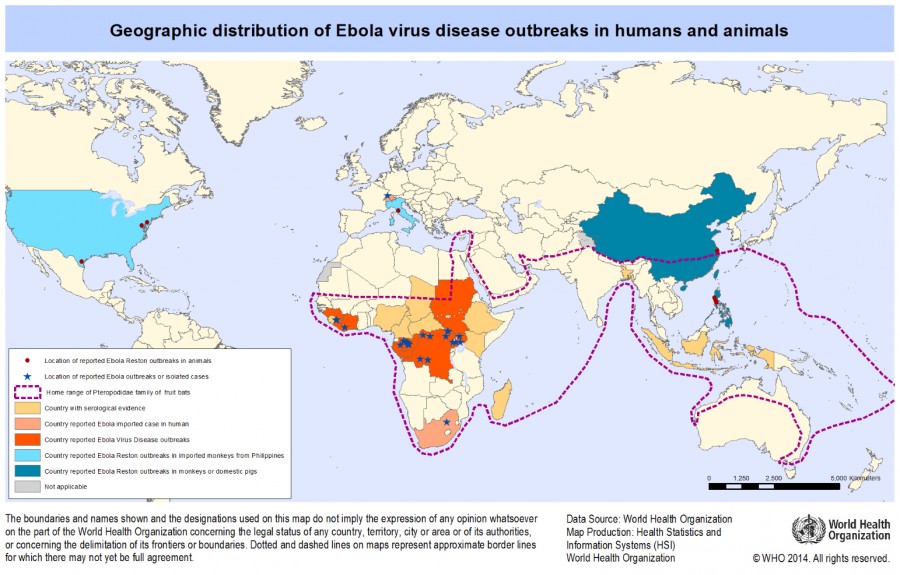 Geographic distribution of Ebola virus disease outbreaks in humans and animals
Location of reported Ebola Reston outbreaks in animals
Location of reported Ebola outbreaks or isolated cases
Home range of Pteropodidae family of fruit bats
Country with serological evidence
Country reported Ebola imported case in human
Country reported Ebola Virus Disease outbreaks
Country reported Ebola Reston outbreaks in imported monkeys from Philippines
Country reported Ebola Reston outbreaks in monkeys or domestic pigs
Not applicable
0 1,250 2,500 5,000 Kilometers
The boundaries and names shown and the designations used on this map do not imply the expression of any opinion whatsoever
on the part of the World Health Organization concerning the legal status of any country, territory, city or area or of its authorities,
or concerning the delimitation of its frontiers or boundaries. Dotted and dashed lines on maps represent approximate border lines
for which there may not yet be full agreement.
Data Source: World Health Organization
Map Production: Health Statistics and
Information Systems (HSI)
World Health Organization
World Health
Organization
© WHO 2014. All rights reserved.